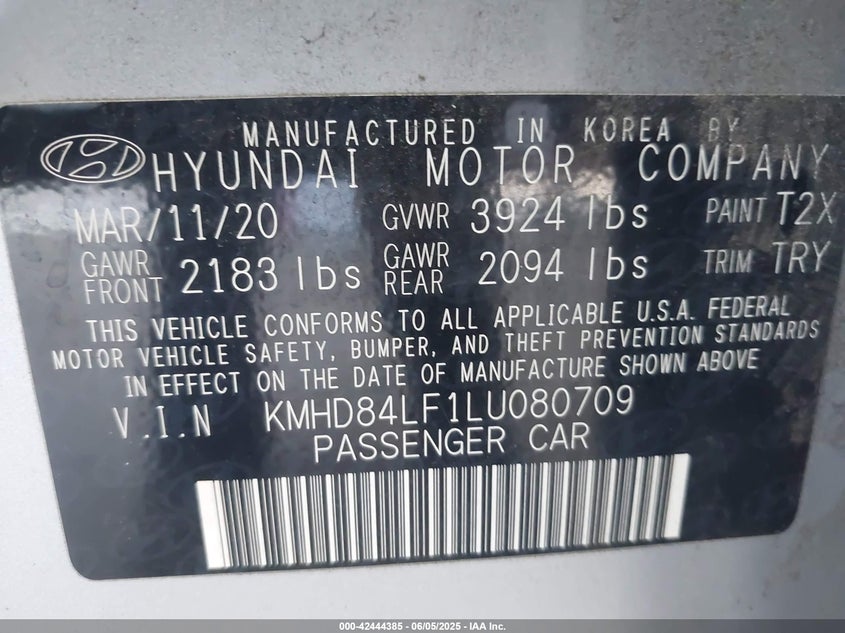 MANUFACTURED IN KOREA BY
HYUNDAI MOTOR COMPANY
MAR/11/20 GVWR 3924 lbs PAINT T2X
GAWR FRONT 2183 lbs GAWR REAR 2094 lbs TRIM TRY
THIS VEHICLE CONFORMS TO ALL APPLICABLE U.S.A. FEDERAL
MOTOR VEHICLE SAFETY, BUMPER, AND THEFT PREVENTION STANDARDS
IN EFFECT ON THE DATE OF MANUFACTURE SHOWN ABOVE
V.I.N KMHD84LF1LU080709
PASSENGER CAR
000-42444385 - 06/05/2025 - IAA Inc.